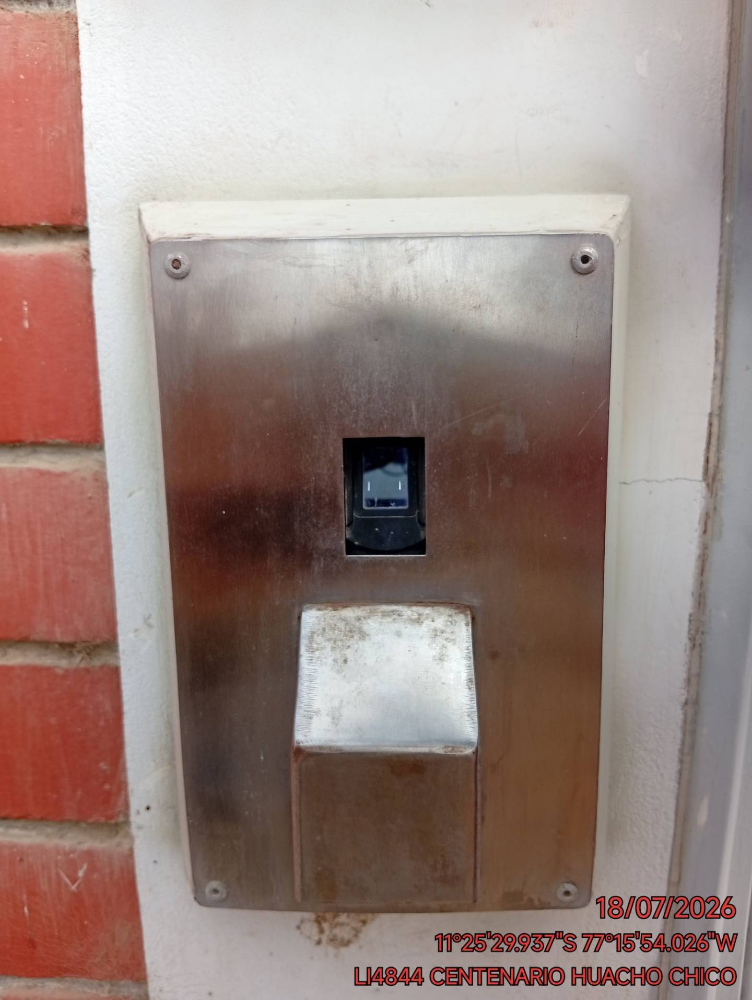 18/07/2026
11°25'29.937"S 77°15'54.026"W
LI4844 CENTENARIO HUACHO CHICO